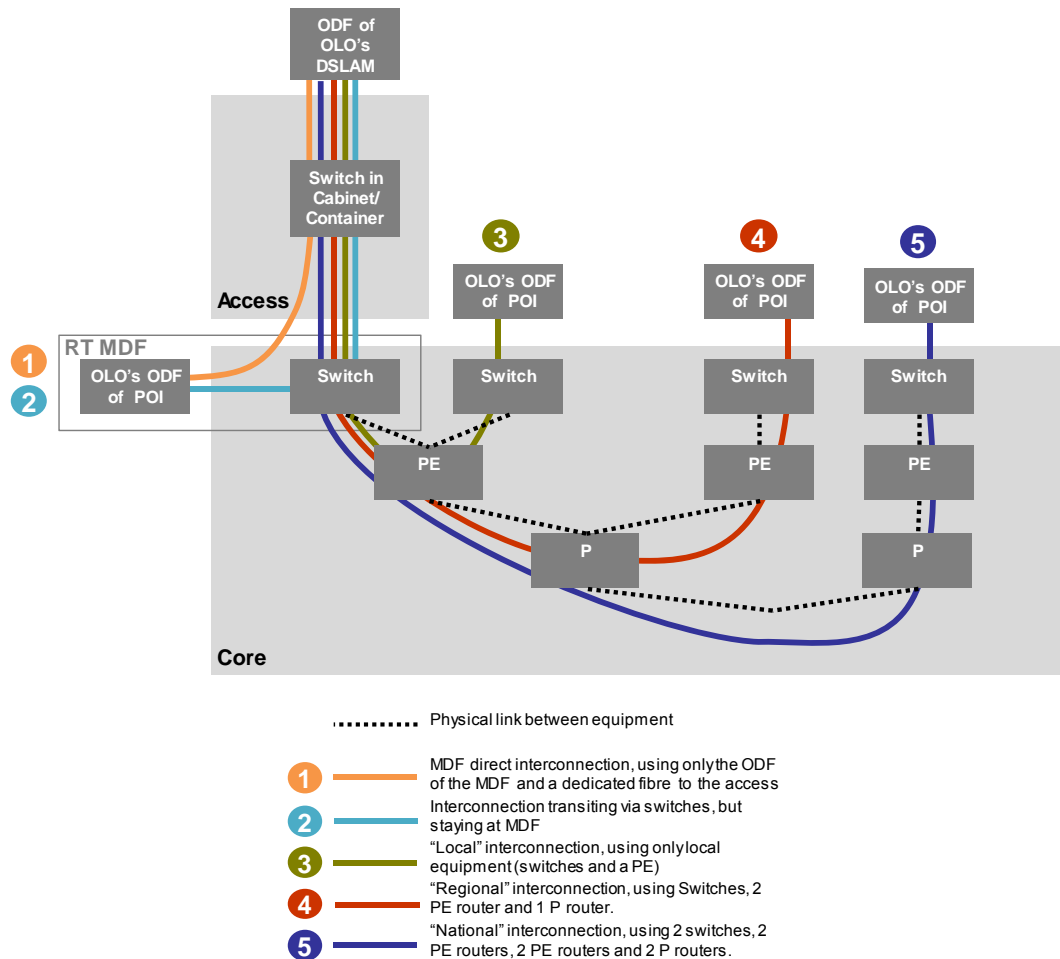 ODF of
OLO's
DSLAM
Switch in
Cabinet/
Container
Access
3
4
5
OLO's ODF
of POI
OLO's ODF
of POI
OLO's ODF
of POI
RT MDF
1
2
OLO's ODF
of POI
Switch
Switch
Switch
Switch
PE
PE
PE
P
P
Core
Physical link between equipment
1
MDF direct interconnection, using only the ODF
of the MDF and a dedicated fibre to the access
2
Interconnection transiting via switches, but
staying at MDF
3
“Local” interconnection, using only local
equipment (switches and a PE)
4
“Regional” interconnection, using Switches, 2
PE router and 1 P router.
5
“National” interconnection, using 2 switches, 2
PE routers, 2 PE routers and 2 P routers.